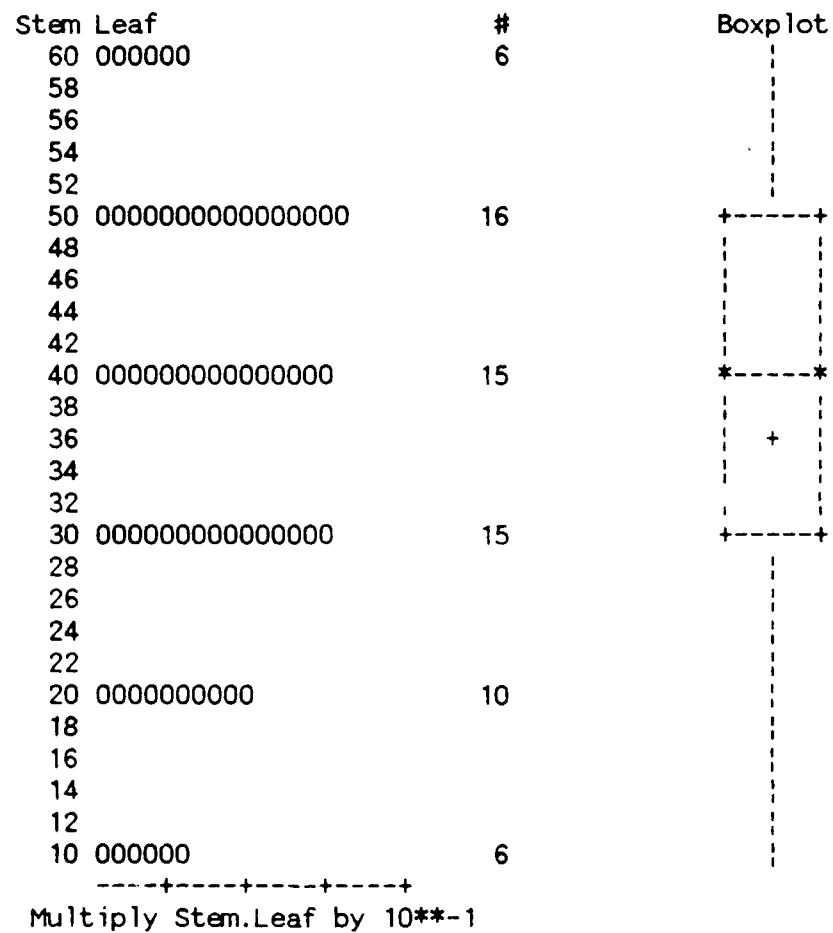 Stem Leaf # Boxplot
60 000000 6
58
56
54
52
50 0000000000000000 16
48
46
44
42
40 000000000000000 15
38
36
34
32
30 000000000000000 15
28
26
24
22
20 0000000000 10
18
16
14
12
10 000000 6
----+----+----+----+
Multiply Stem.Leaf by 10**-1